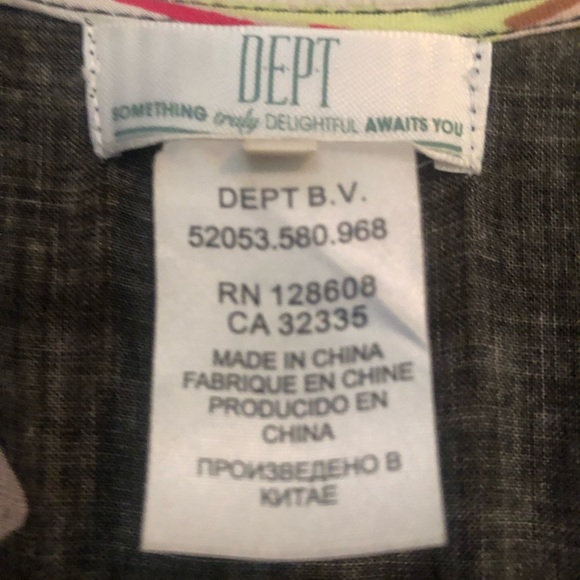 DEPT
SOMETHING truly DELIGHTFUL AWAITS YOU
DEPT B.V.
52053.580.968
RN 128608
CA 32335
MADE IN CHINA
FABRIQUE EN CHINE
PRODUCIDO EN
CHINA
ПРОИЗВЕДЕНО В
КИТАЕ